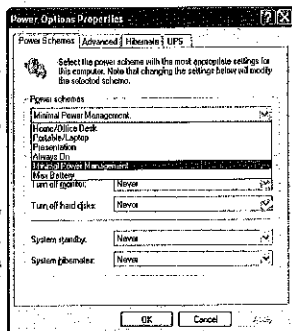 Power Options Properties
Power Schemes Advanced Hibernate UPS
Select the power scheme with the most appropriate settings for
this computer. Note that changing the settings below will modify
the selected scheme.
Power schemes
Minimal Power Management
Home/Office Desk
Portable/Laptop
Presentation
Always On
Minimal Power Management
Max Battery
Turn off monitor: Never
Turn off hard disks: Never
System standby: Never
System hibernates: Never
OK Cancel Apply